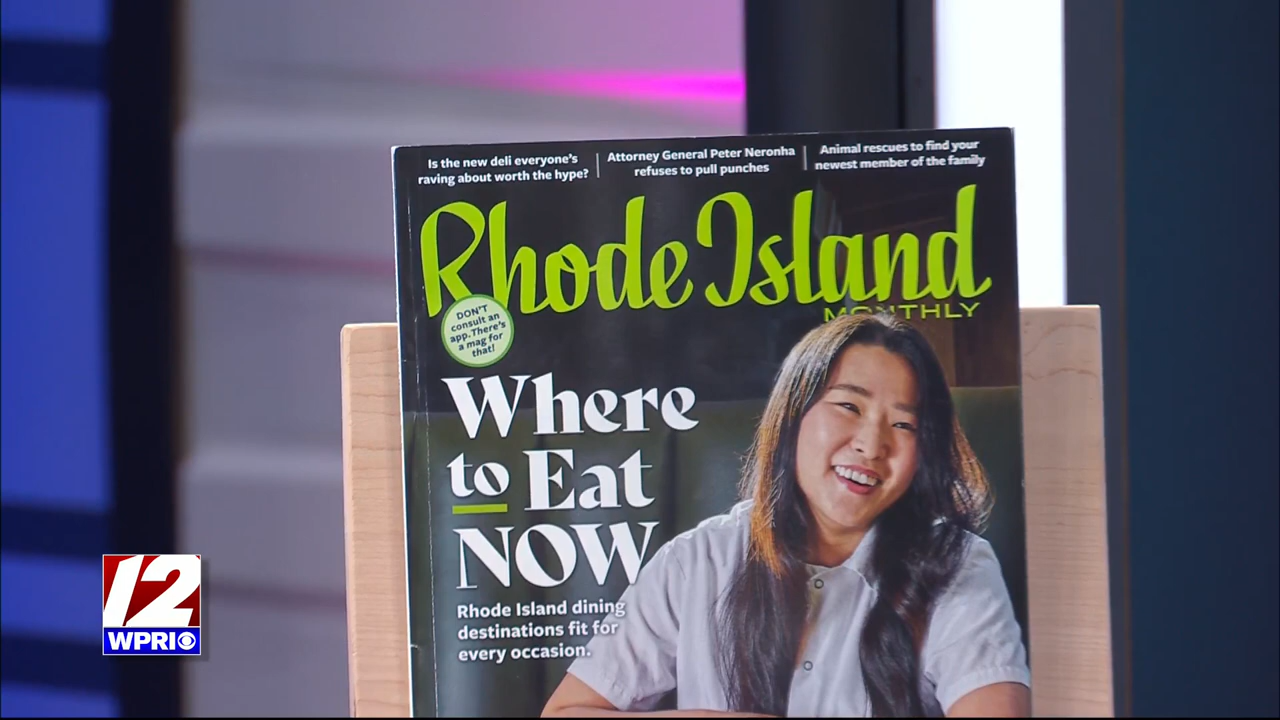 Is the new deli everyone's
raving about worth the hype?
Attorney General Peter Neronha
refuses to pull punches
Animal rescues to find your
newest member of the family
Rhode Island
MONTHLY
DON'T
consult an
app. There's
a mag for
that!
Where
to Eat
NOW
Rhode Island dining
destinations fit for
every occasion.
12
WPRI